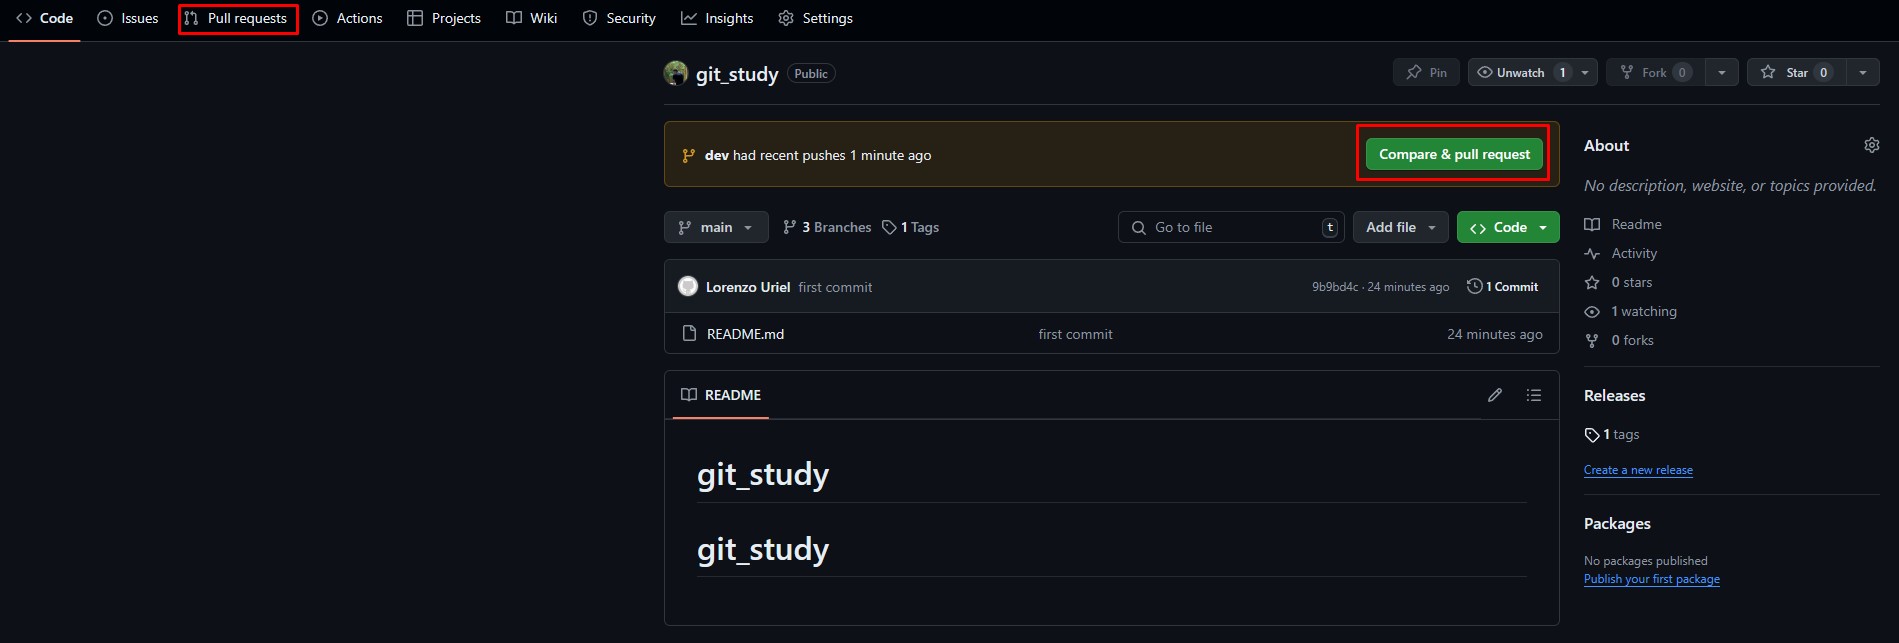 Code Issues Pull requests Actions Projects Wiki Security Insights Settings
git_study Public
Pin Unwatch 1 Fork 0 Star 0
dev had recent pushes 1 minute ago
Compare & pull request
main 3 Branches 1 Tags
Go to file t Add file Code
Lorenzo Uriel first commit 9b9bd4c · 24 minutes ago 1 Commit
README.md first commit 24 minutes ago
README
git_study
git_study
About
No description, website, or topics provided.
Readme
Activity
0 stars
1 watching
0 forks
Releases
1 tags
Create a new release
Packages
No packages published
Publish your first package